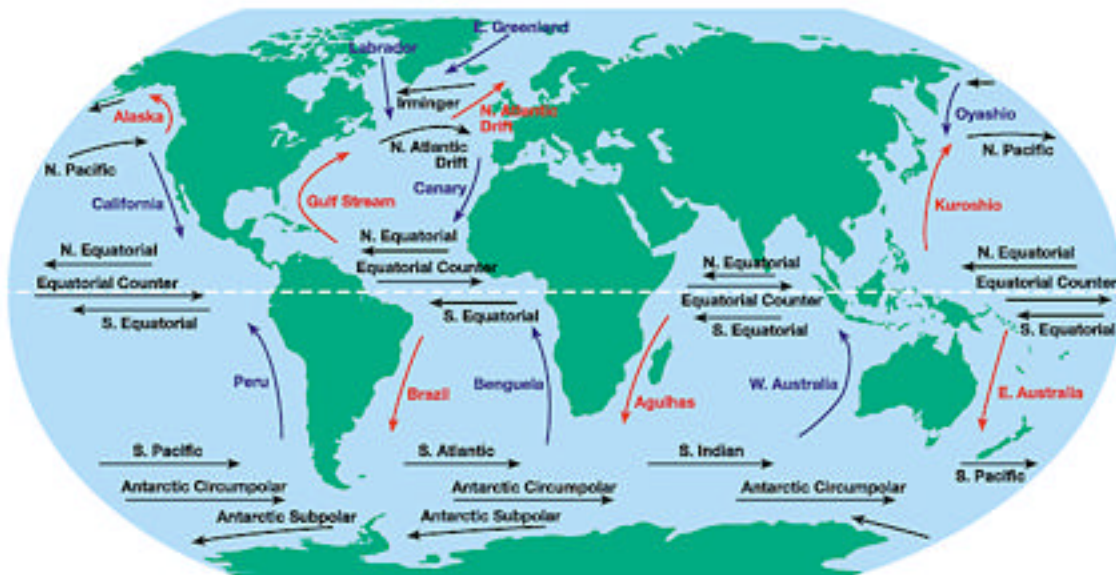 E. Greenland
Labrador
Irminger
Alaska
N. Atlantic
Drift
Oyashio
N. Pacific
N. Atlantic
Drift
N. Pacific
California
Gulf Stream
Canary
Kuroshio
N. Equatorial
N. Equatorial
N. Equatorial
N. Equatorial
Equatorial Counter
Equatorial Counter
Equatorial Counter
Equatorial Counter
S. Equatorial
S. Equatorial
S. Equatorial
S. Equatorial
Peru
Brazil
Benguela
Agulhas
W. Australia
E. Australia
S. Pacific
S. Atlantic
S. Indian
S. Pacific
Antarctic Circumpolar
Antarctic Circumpolar
Antarctic Circumpolar
Antarctic Subpolar
Antarctic Subpolar